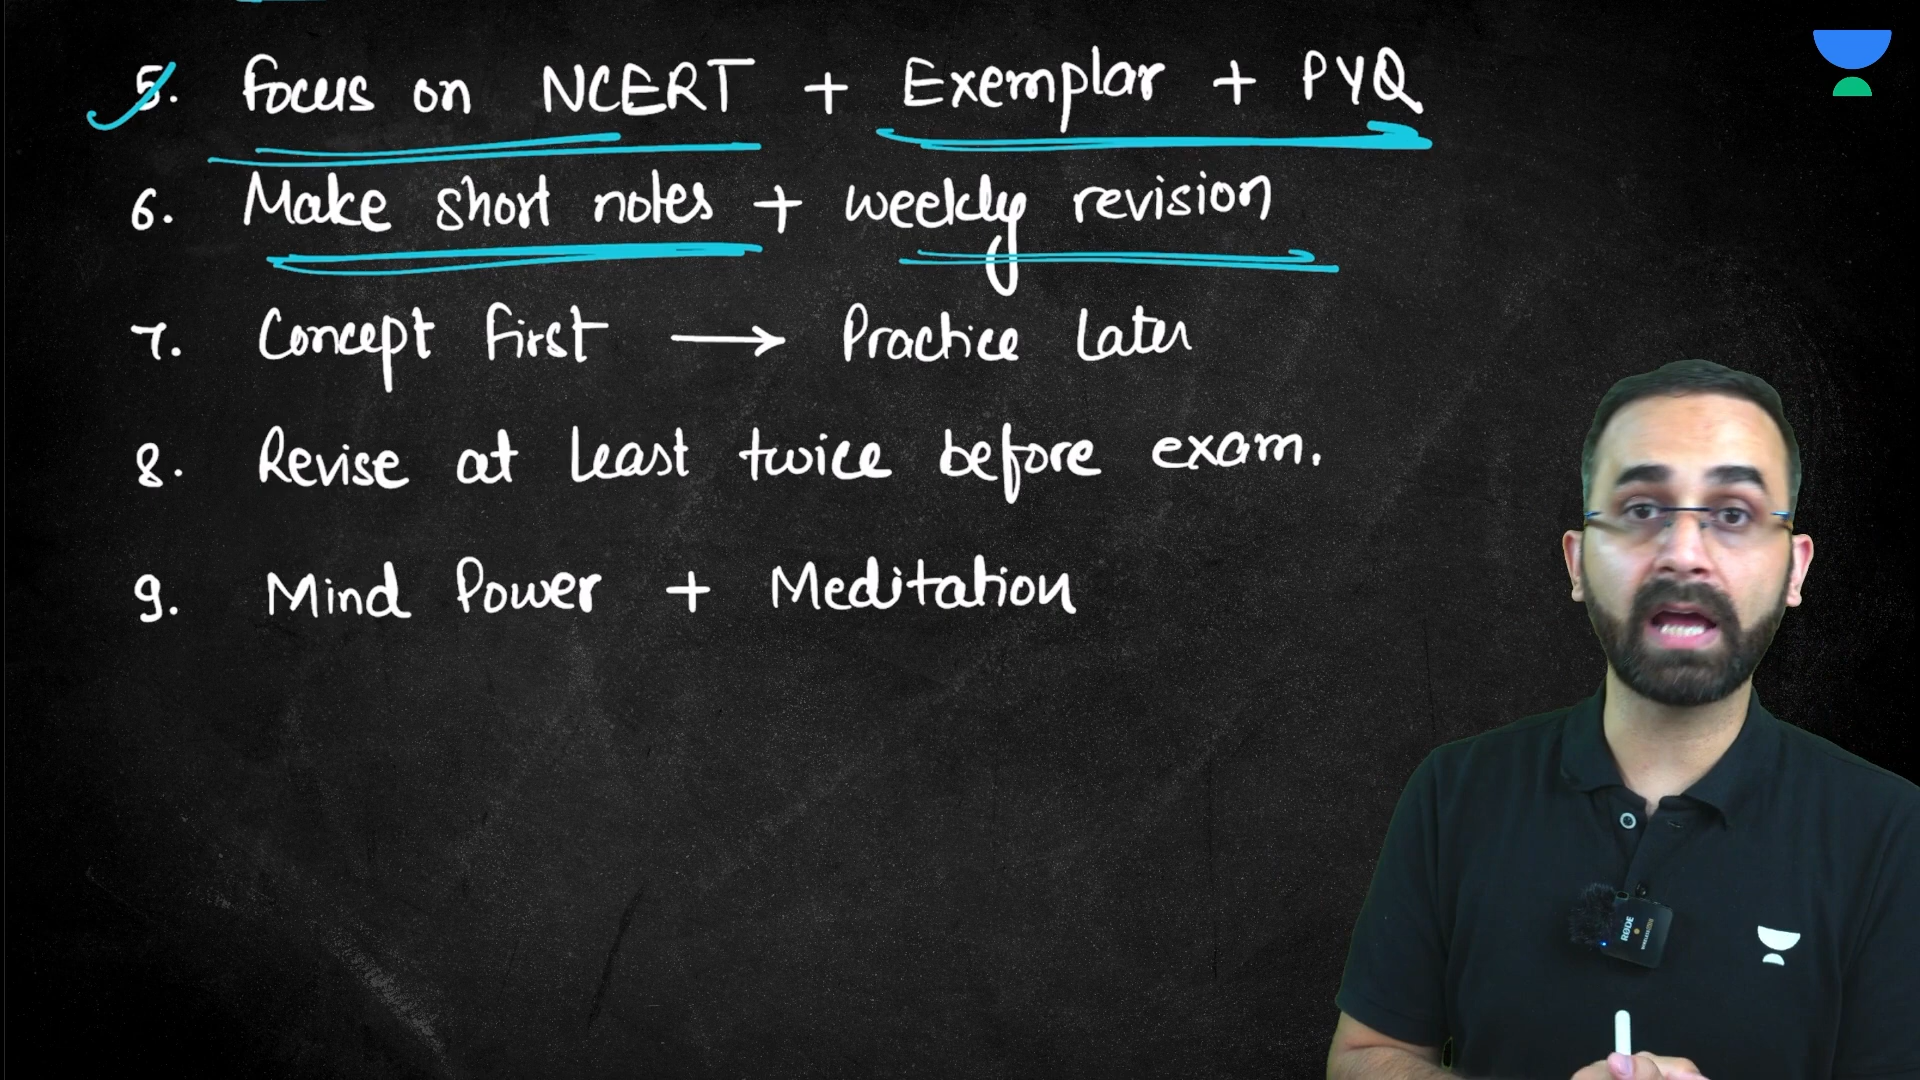 5. Focus on NCERT + Exemplar + PYQ
6. Make short notes + weekly revision
7. Concept First → Practice Later
8. Revise at least twice before exam.
9. Mind Power + Meditation
RØDE